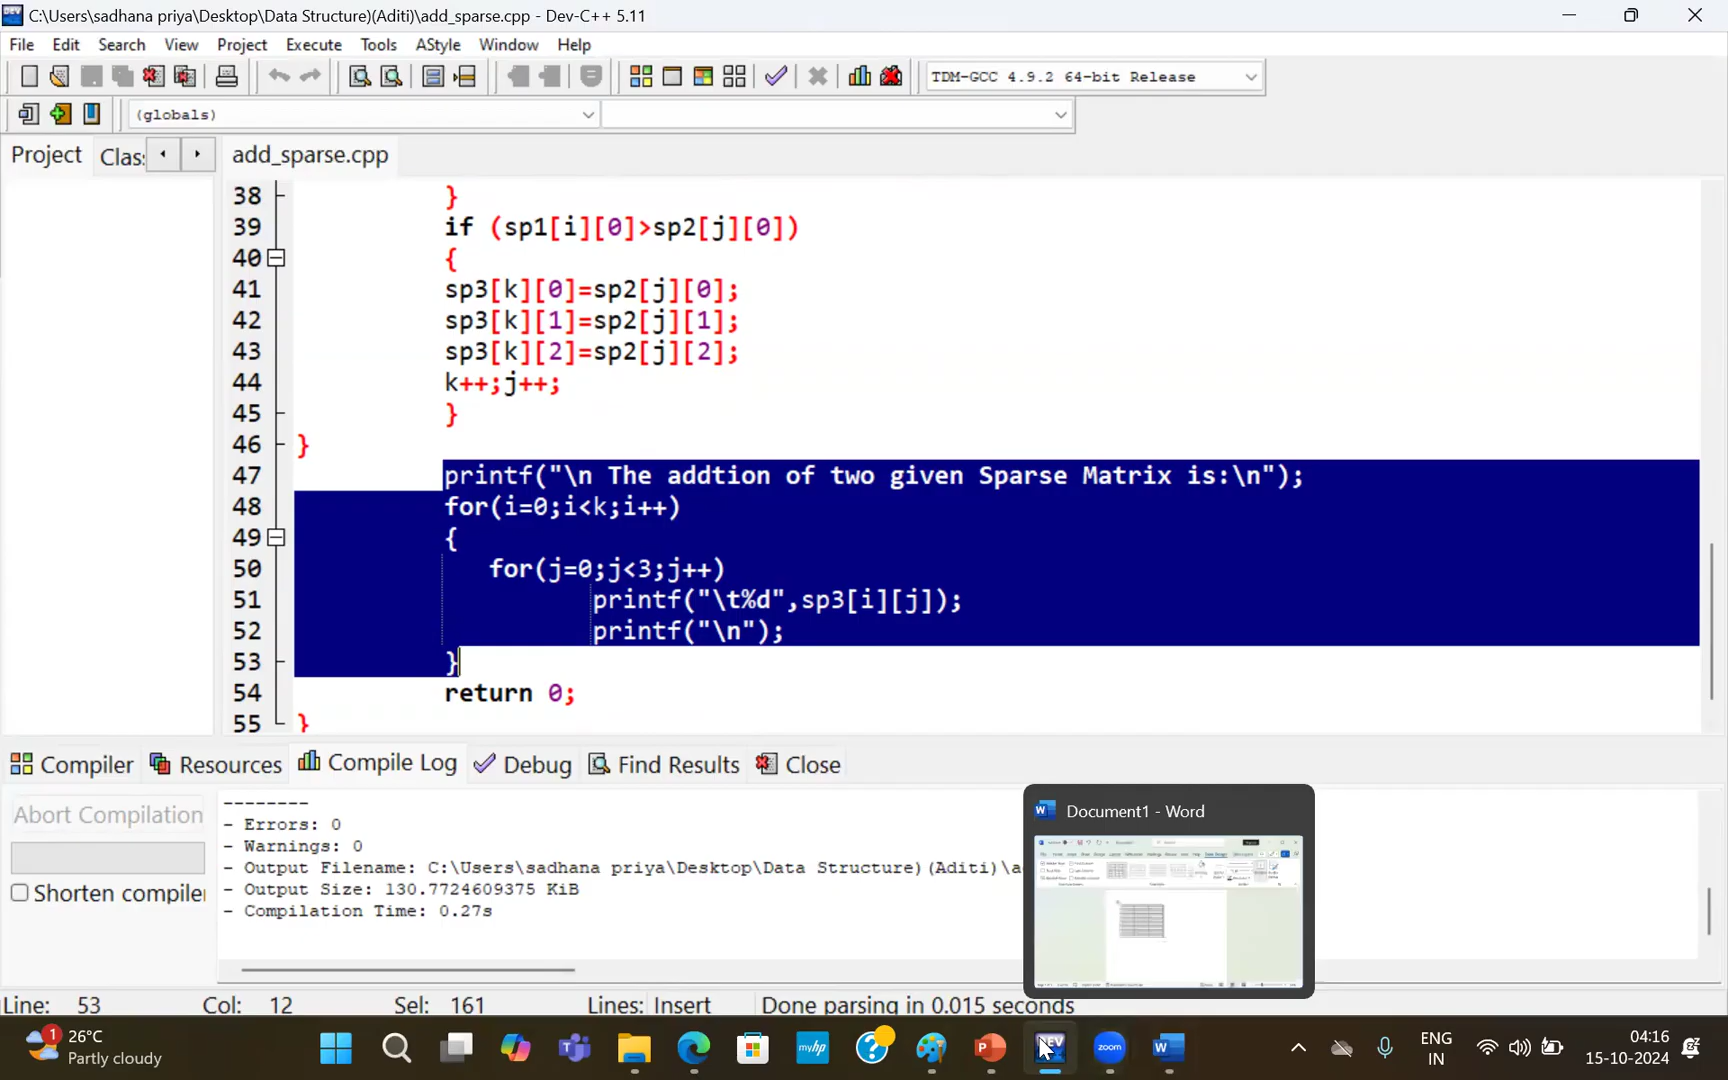 C:\Users\sadhana priya\Desktop\Data Structure)(Aditi)\add_sparse.cpp - Dev-C++ 5.11
File Edit Search View Project Execute Tools AStyle Window Help
TDM-GCC 4.9.2 64-bit Release
(globals)
Project Clas: add_sparse.cpp
38 }
39 if (sp1[i][0]>sp2[j][0])
40 {
41 sp3[k][0]=sp2[j][0];
42 sp3[k][1]=sp2[j][1];
43 sp3[k][2]=sp2[j][2];
44 k++;j++;
45 }
46 }
47 printf("\n The addtion of two given Sparse Matrix is:\n");
48 for(i=0;i<k;i++)
49 {
50 for(j=0;j<3;j++)
51 printf("\t%d",sp3[i][j]);
52 printf("\n");
53 }
54 return 0;
55 }
Compiler Resources Compile Log Debug Find Results Close
Abort Compilation
Shorten compiler
--------
- Errors: 0
- Warnings: 0
- Output Filename: C:\Users\sadhana priya\Desktop\Data Structure)(Aditi)\a
- Output Size: 130.7724609375 KiB
- Compilation Time: 0.27s
Document1 - Word
Line: 53 Col: 12 Sel: 161 Lines: Insert Done parsing in 0.015 seconds
1
26°C
Partly cloudy
myhp
DEV
zoom
ENG
IN
04:16
15-10-2024